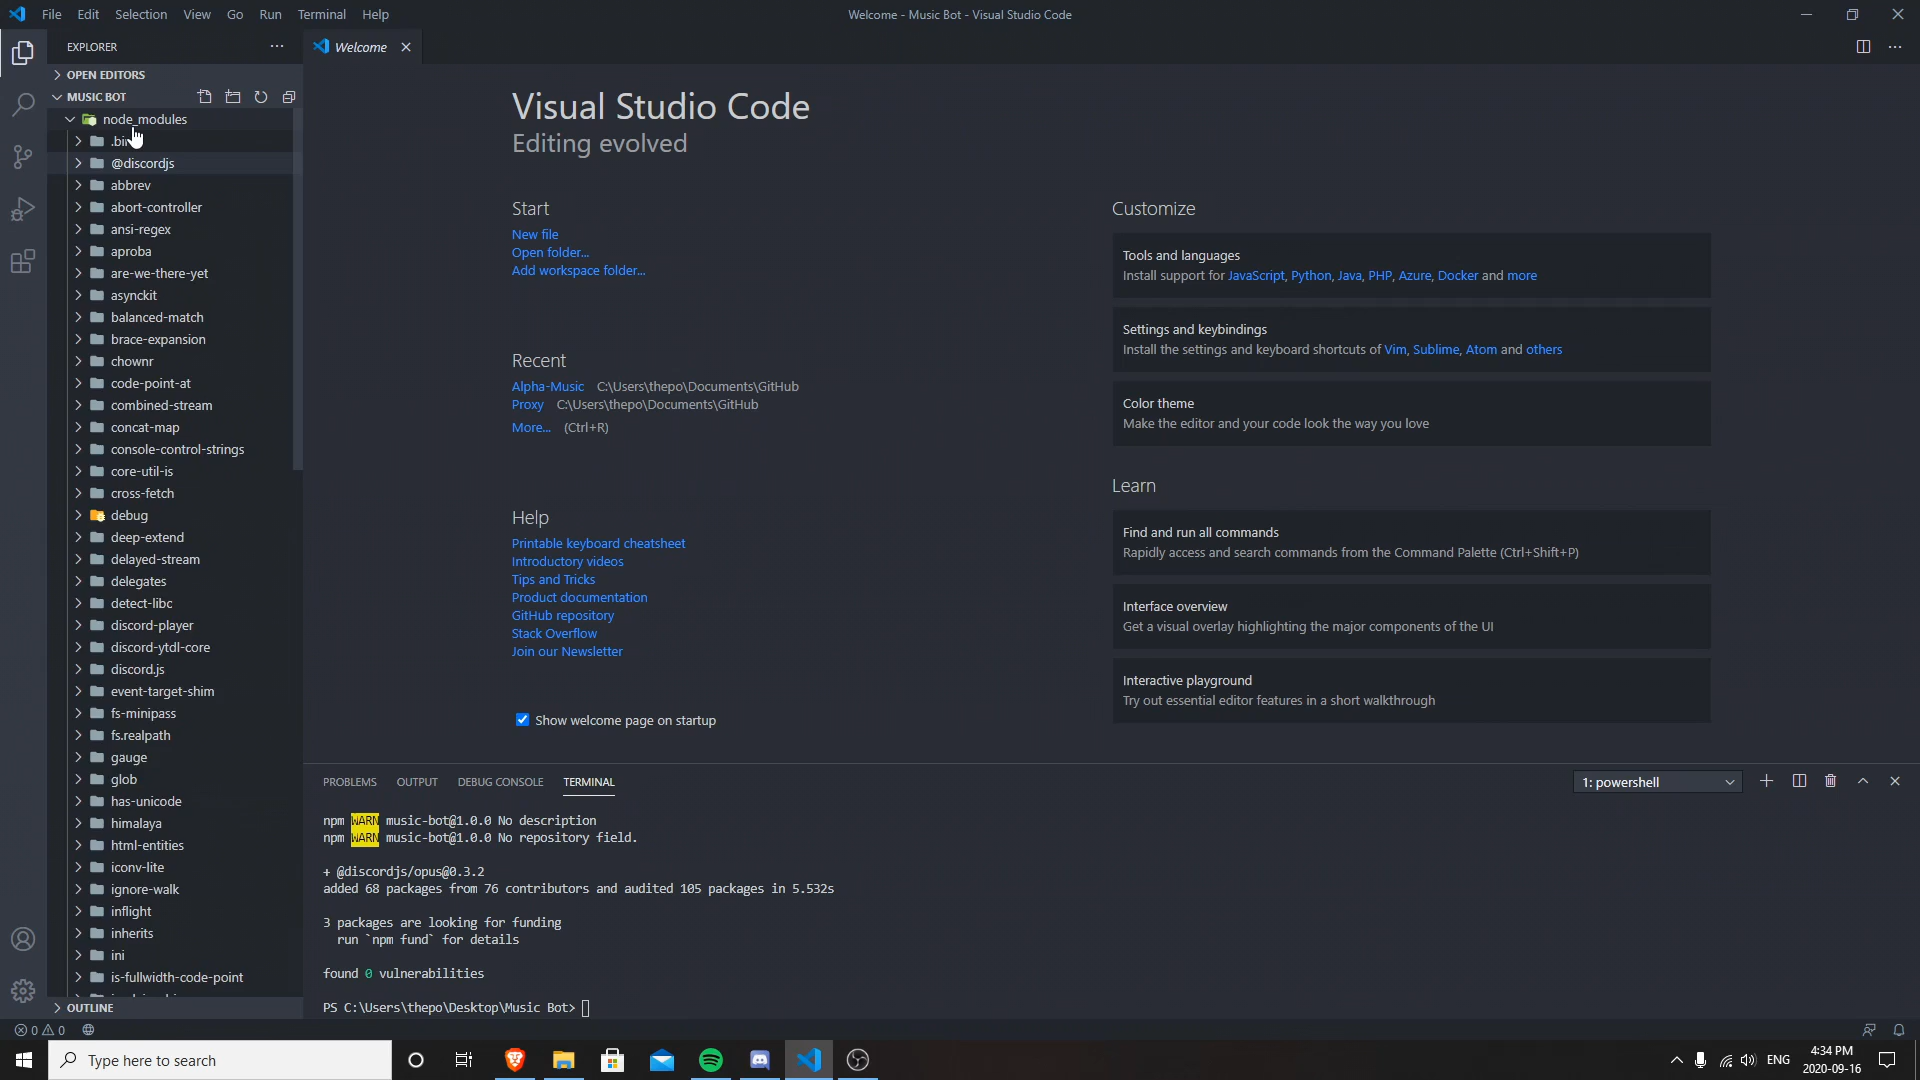 File Edit Selection View Go Run Terminal Help
Welcome - Music Bot - Visual Studio Code
EXPLORER
Welcome
OPEN EDITORS
MUSIC BOT
node_modules
@discordjs
abbrev
abort-controller
ansi-regex
aproba
are-we-there-yet
asynckit
balanced-match
brace-expansion
chownr
code-point-at
combined-stream
concat-map
console-control-strings
core-util-is
cross-fetch
debug
deep-extend
delayed-stream
delegates
detect-libc
discord-player
discord-ytdl-core
discord.js
event-target-shim
fs-minipass
fs.realpath
gauge
glob
has-unicode
himalaya
html-entities
iconv-lite
ignore-walk
inflight
inherits
ini
is-fullwidth-code-point
OUTLINE
Visual Studio Code
Editing evolved
Start
New file
Open folder...
Add workspace folder...
Recent
Alpha-Music C:\Users\thepo\Documents\GitHub
Proxy C:\Users\thepo\Documents\GitHub
More... (Ctrl+R)
Help
Printable keyboard cheatsheet
Introductory videos
Tips and Tricks
Product documentation
GitHub repository
Stack Overflow
Join our Newsletter
Show welcome page on startup
Customize
Tools and languages
Install support for JavaScript, Python, Java, PHP, Azure, Docker and more
Settings and keybindings
Install the settings and keyboard shortcuts of Vim, Sublime, Atom and others
Color theme
Make the editor and your code look the way you love
Learn
Find and run all commands
Rapidly access and search commands from the Command Palette (Ctrl+Shift+P)
Interface overview
Get a visual overlay highlighting the major components of the UI
Interactive playground
Try out essential editor features in a short walkthrough
PROBLEMS OUTPUT DEBUG CONSOLE TERMINAL
1: powershell
npm WARN music-bot@1.0.0 No description
npm WARN music-bot@1.0.0 No repository field.
+ @discordjs/opus@0.3.2
added 68 packages from 76 contributors and audited 105 packages in 5.532s
3 packages are looking for funding
run `npm fund` for details
found 0 vulnerabilities
PS C:\Users\thepo\Desktop\Music Bot>
0 0
Type here to search
ENG
4:34 PM
2020-09-16